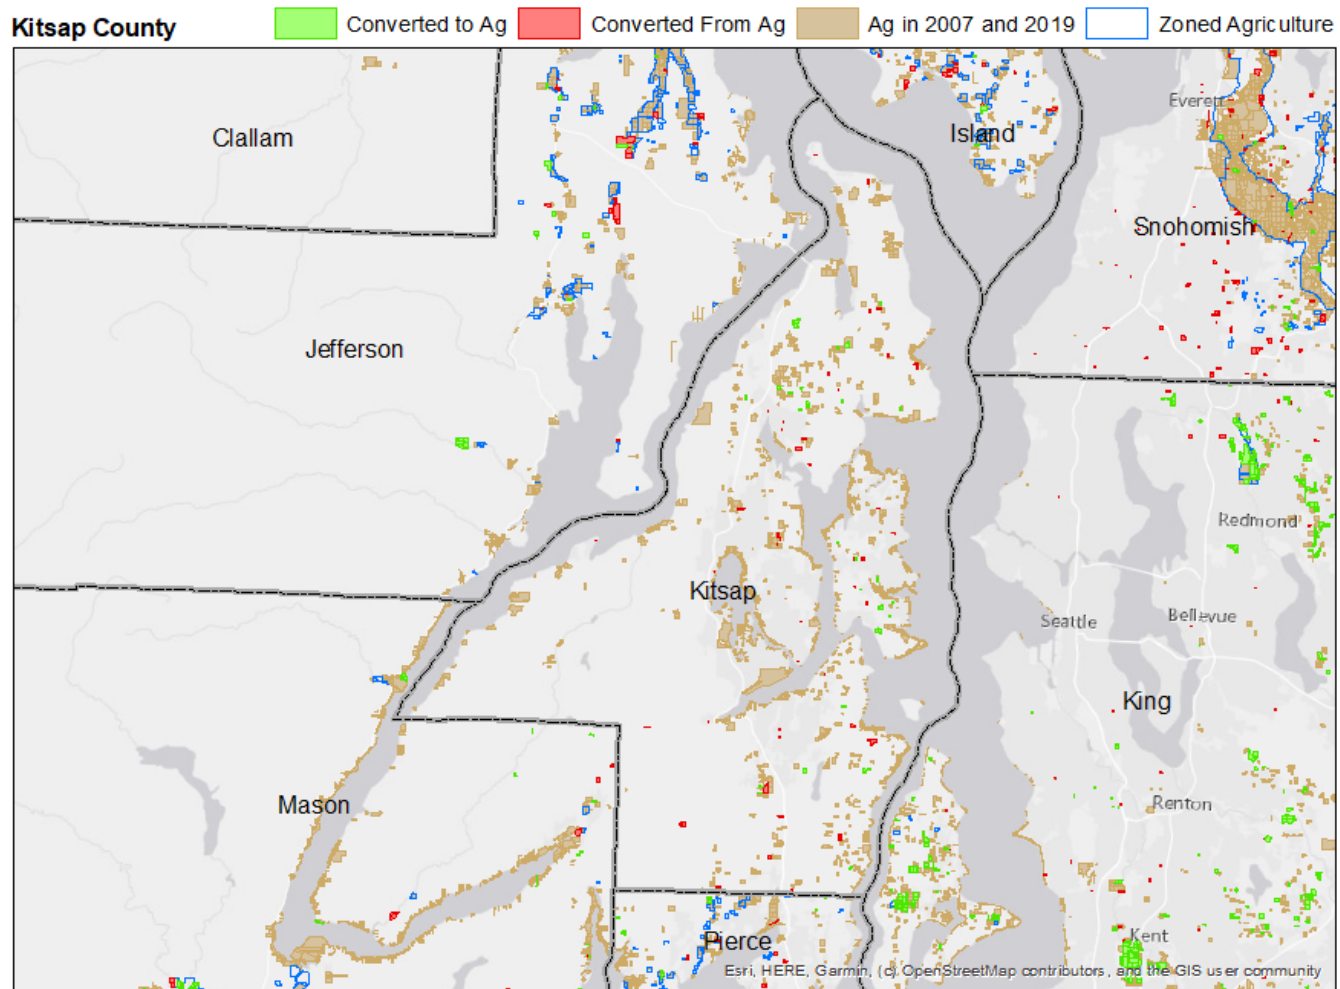 Kitsap County
Converted to Ag
Converted From Ag
Ag in 2007 and 2019
Zoned Agriculture
Everett
Clallam
Island
Snohomish
Jefferson
Redmond
Kitsap
Seattle
Bellevue
King
Mason
Renton
Kent
Pierce
Esri, HERE, Garmin, (c) OpenStreetMap contributors, and the GIS user community